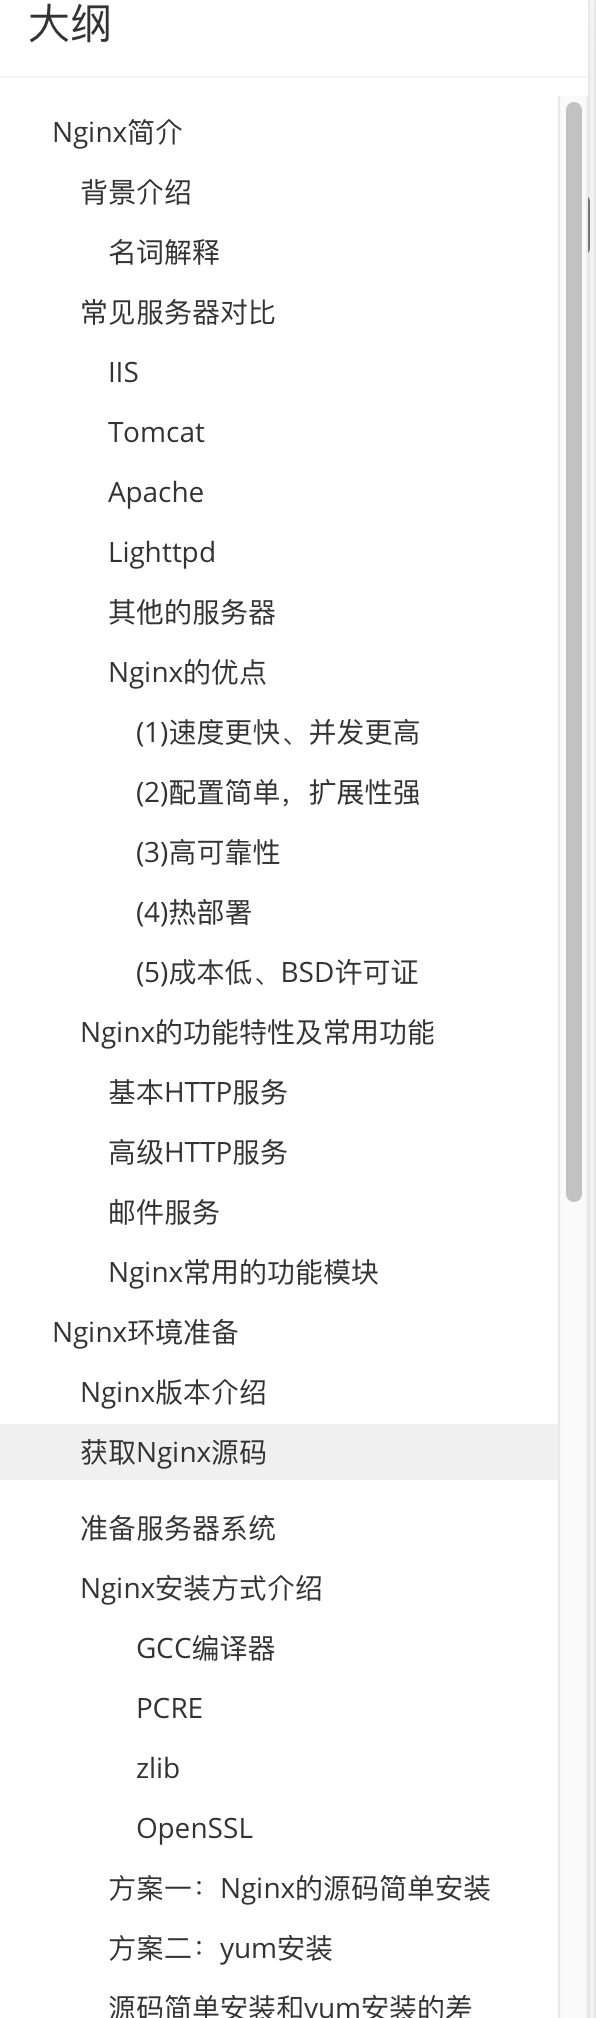 大纲
Nginx简介
背景介绍
名词解释
常见服务器对比
IIS
Tomcat
Apache
Lighttpd
其他的服务器
Nginx的优点
(1)速度更快、并发更高
(2)配置简单，扩展性强
(3)高可靠性
(4)热部署
(5)成本低、BSD许可证
Nginx的功能特性及常用功能
基本HTTP服务
高级HTTP服务
邮件服务
Nginx常用的功能模块
Nginx环境准备
Nginx版本介绍
获取Nginx源码
准备服务器系统
Nginx安装方式介绍
GCC编译器
PCRE
zlib
OpenSSL
方案一：Nginx的源码简单安装
方案二：yum安装
源码简单安装和yum安装的差